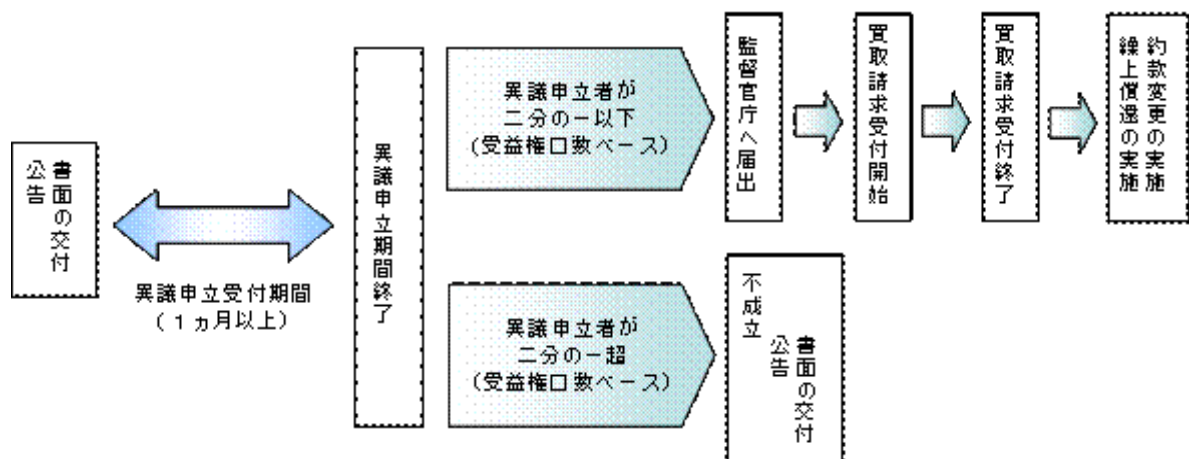 書面の交付
公告
異議申立受付期間
（１ヵ月以上）
異議申立期間終了
異議申立者が
二分の一以下
(受益権口数ベース)
監督官庁へ届出
買取請求受付開始
買取請求受付終了
約款変更の実施
繰上償還の実施
異議申立者が
二分の一超
(受益権口数ベース)
不成立
書面の交付
公告